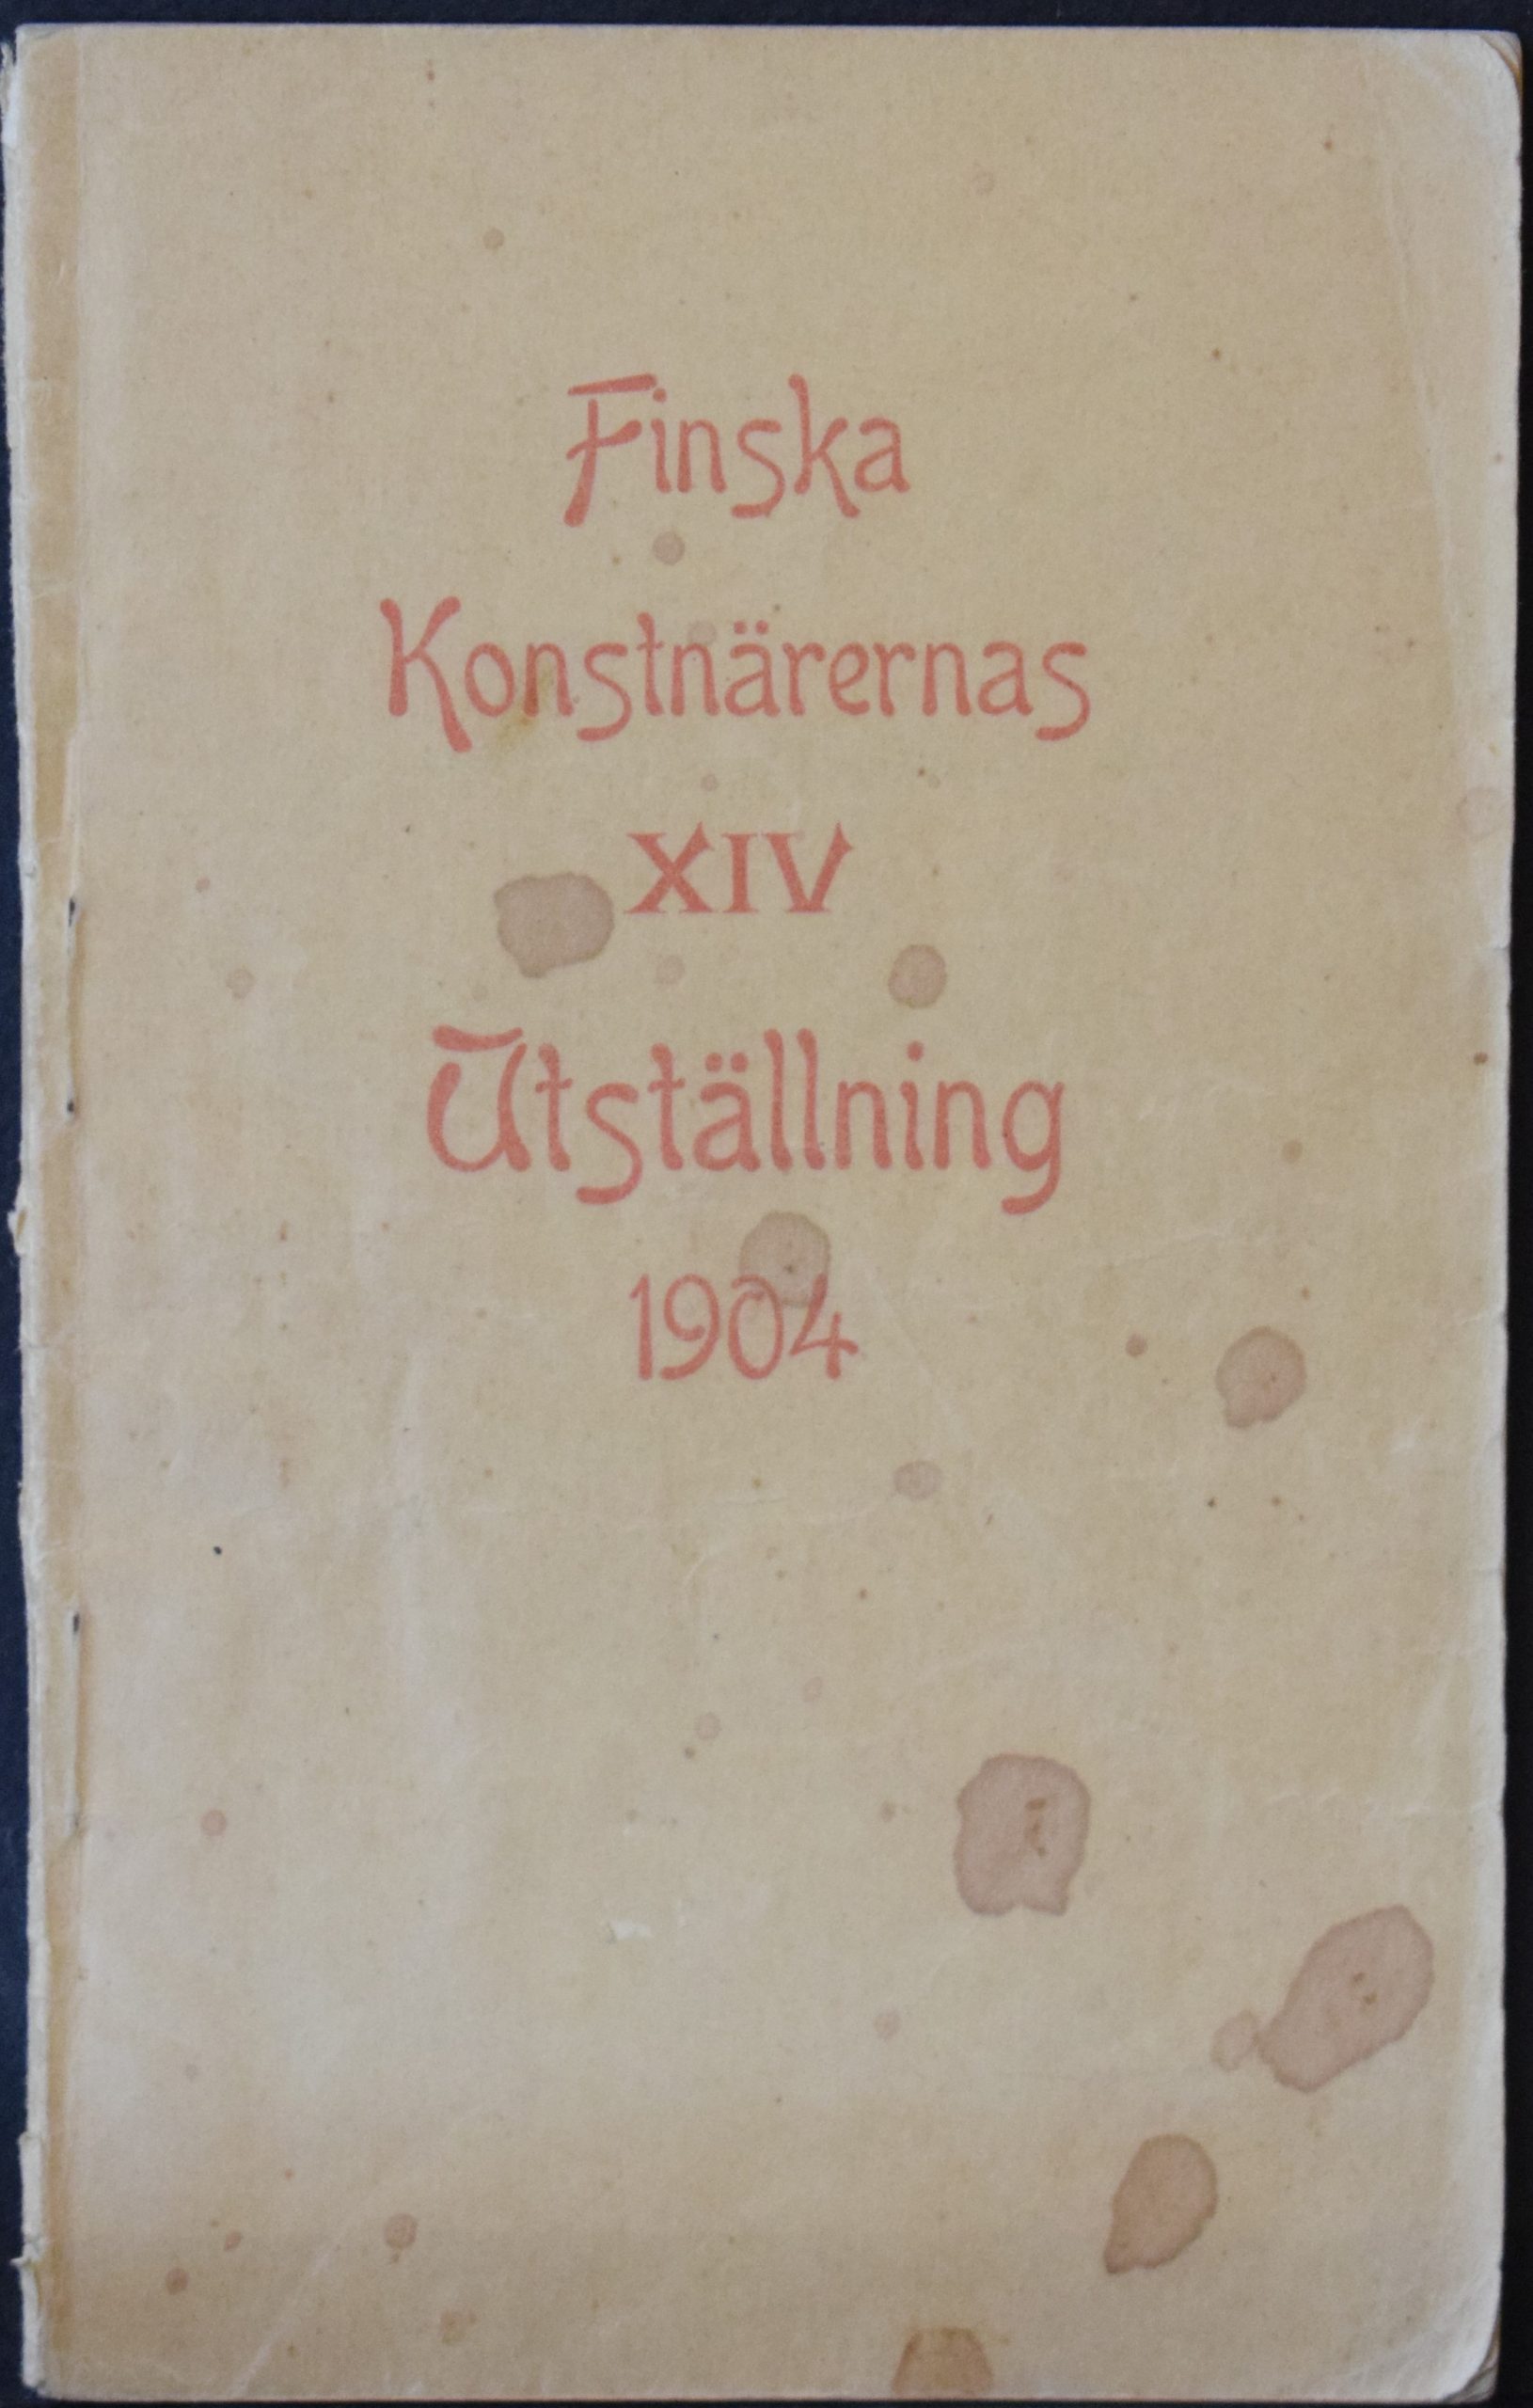 Finska
Konstnärernas
XIV
Utställning
1904